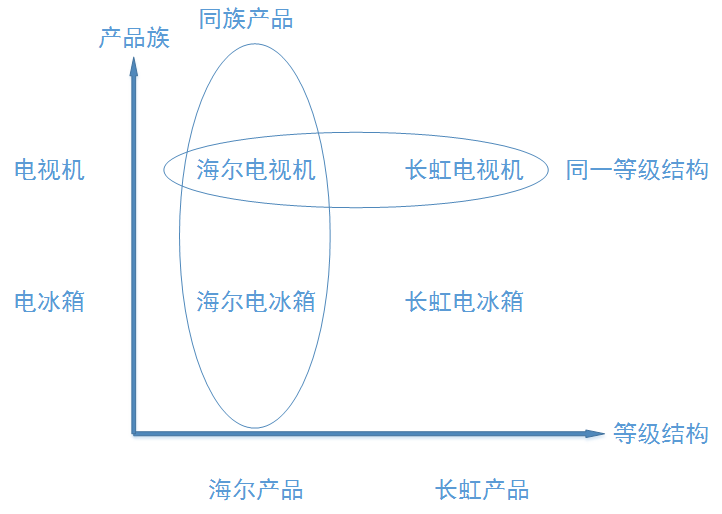 同族产品
产品族
电视机
海尔电视机
长虹电视机
同一等级结构
电冰箱
海尔电冰箱
长虹电冰箱
等级结构
海尔产品
长虹产品